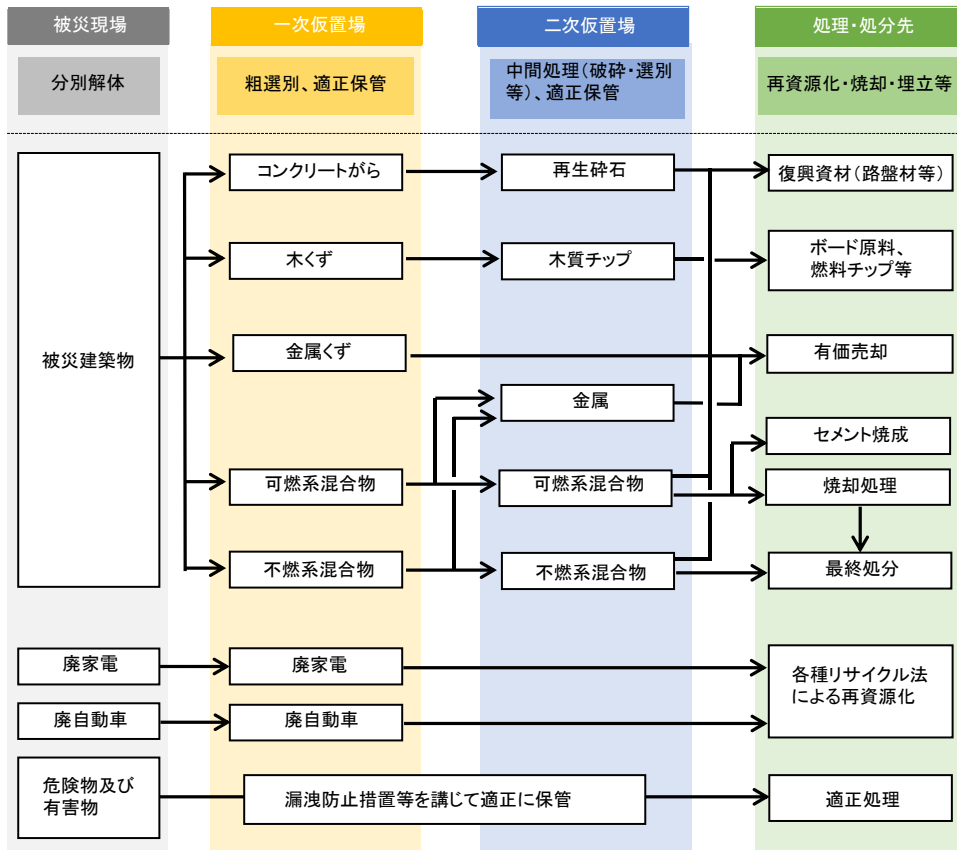 被災現場
一次仮置場
二次仮置場
処理・処分先
分別解体
粗選別、適正保管
中間処理（破砕・選別
等）、適正保管
再資源化・焼却・埋立等
被災建築物
コンクリートがら
再生砕石
復興資材（路盤材等）
木くず
木質チップ
ボード原料、
燃料チップ等
金属くず
有価売却
金属
セメント焼成
可燃系混合物
可燃系混合物
焼却処理
不燃系混合物
不燃系混合物
最終処分
廃家電
廃家電
各種リサイクル法
による再資源化
廃自動車
廃自動車
危険物及び
有害物
漏洩防止措置等を講じて適正に保管
適正処理